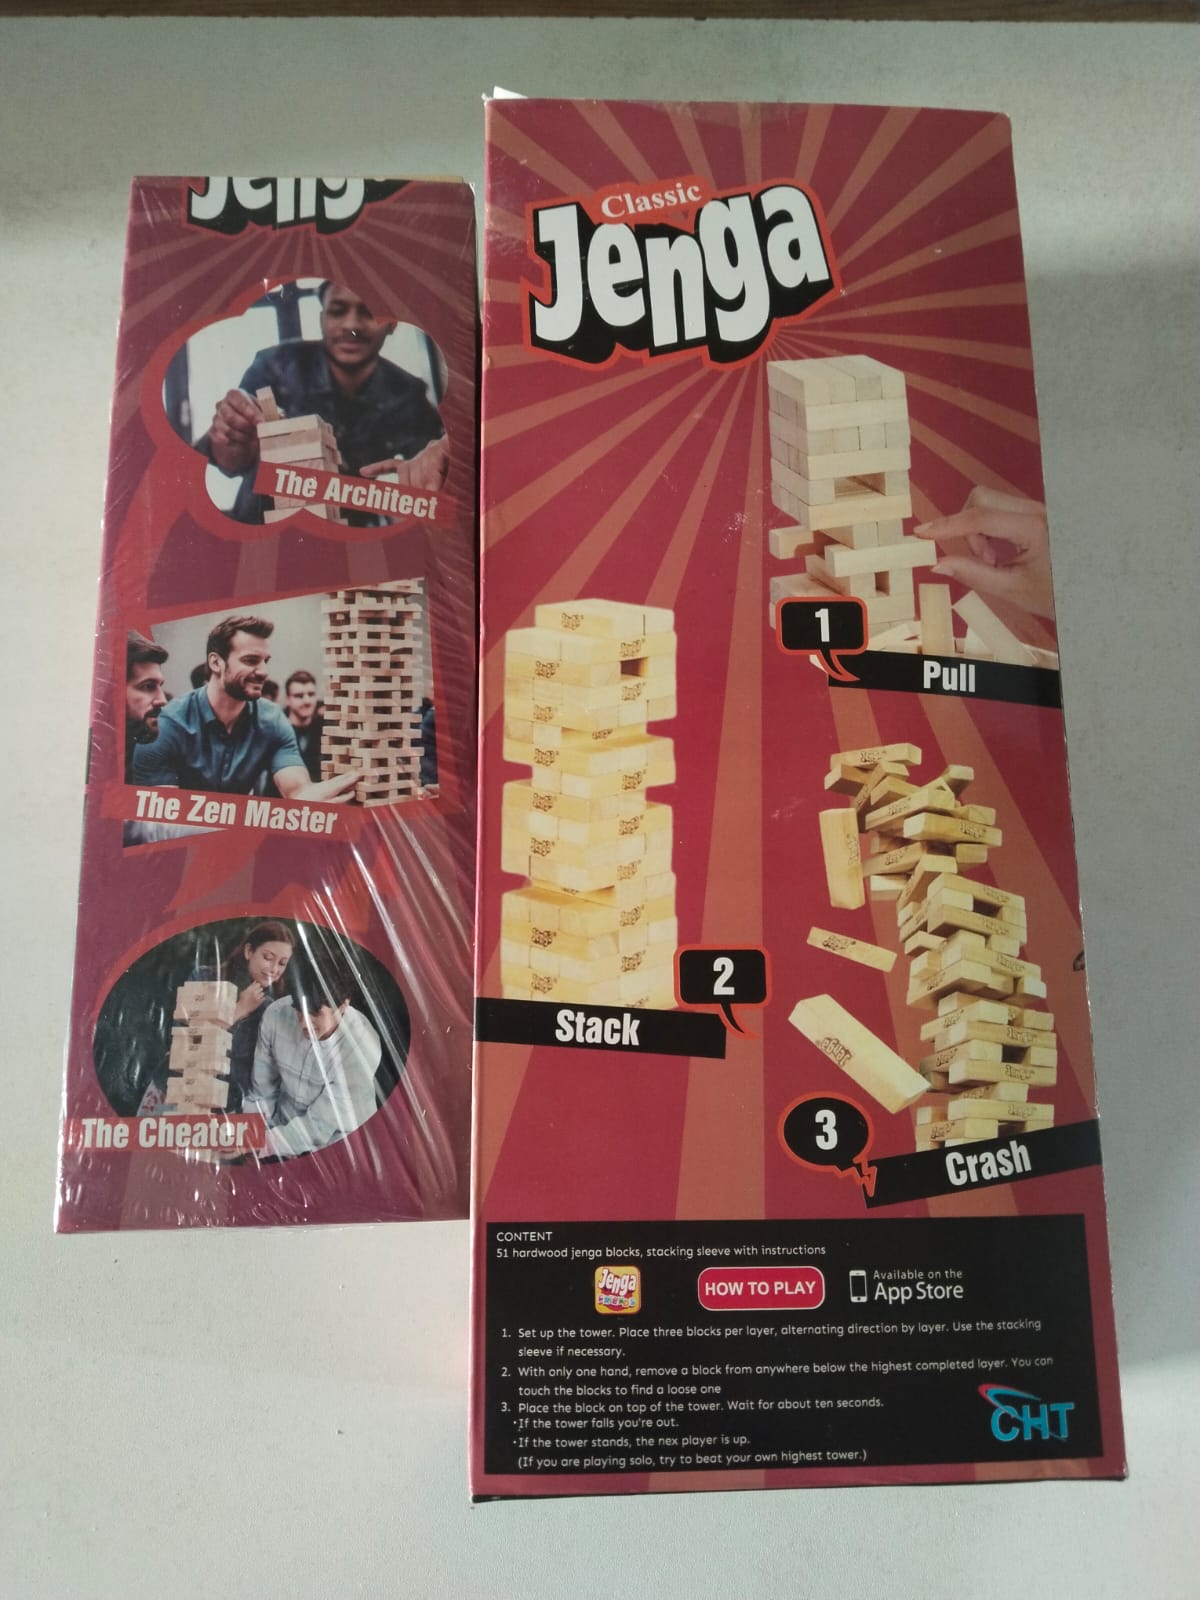 Jenga
The Architect
The Zen Master
The Cheater
Classic
Jenga
1
Pull
2
Stack
3
Crash
CONTENT
51 hardwood jenga blocks, stacking sleeve with instructions
Jenga
HOW TO PLAY
Available on the
App Store
1. Set up the tower. Place three blocks per layer, alternating direction by layer. Use the stacking
sleeve if necessary.
2. With only one hand, remove a block from anywhere below the highest completed layer. You can
touch the blocks to find a loose one
3. Place the block on top of the tower. Wait for about ten seconds.
•If the tower falls you're out.
•If the tower stands, the nex player is up.
(If you are playing solo, try to beat your own highest tower.)
CHT